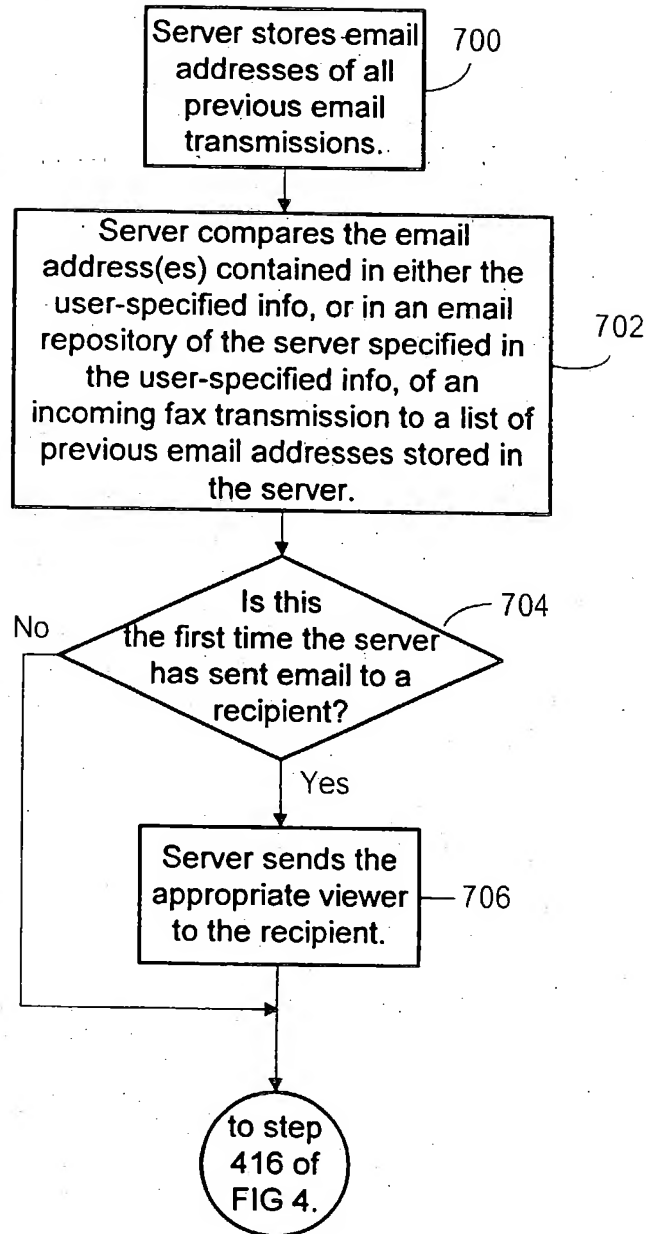 Server stores email
addresses of all
previous email
transmissions.
700
Server compares the email
address(es) contained in either the
user-specified info, or in an email
repository of the server specified in
the user-specified info, of an
incoming fax transmission to a list of
previous email addresses stored in
the server.
702
Is this
the first time the server
has sent email to a
recipient?
704
No
Yes
Server sends the
appropriate viewer
to the recipient.
706
to step
416 of
FIG 4.